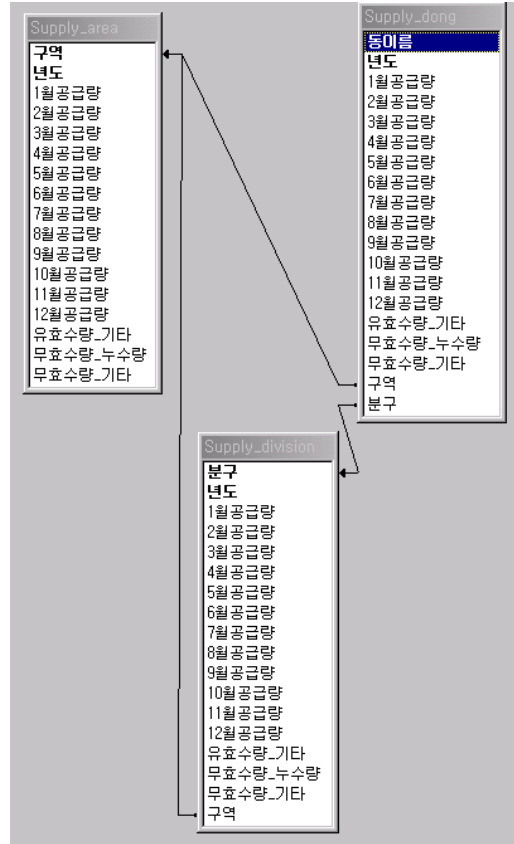 Supply_area
구역
년도
1월공급량
2월공급량
3월공급량
4월공급량
5월공급량
6월공급량
7월공급량
8월공급량
9월공급량
10월공급량
11월공급량
12월공급량
유효수량_기타
무효수량_누수량
무효수량_기타
Supply_dong
동이름
년도
1월공급량
2월공급량
3월공급량
4월공급량
5월공급량
6월공급량
7월공급량
8월공급량
9월공급량
10월공급량
11월공급량
12월공급량
유효수량_기타
무효수량_누수량
무효수량_기타
구역
분구
Supply_division
분구
년도
1월공급량
2월공급량
3월공급량
4월공급량
5월공급량
6월공급량
7월공급량
8월공급량
9월공급량
10월공급량
11월공급량
12월공급량
유효수량_기타
무효수량_누수량
무효수량_기타
구역